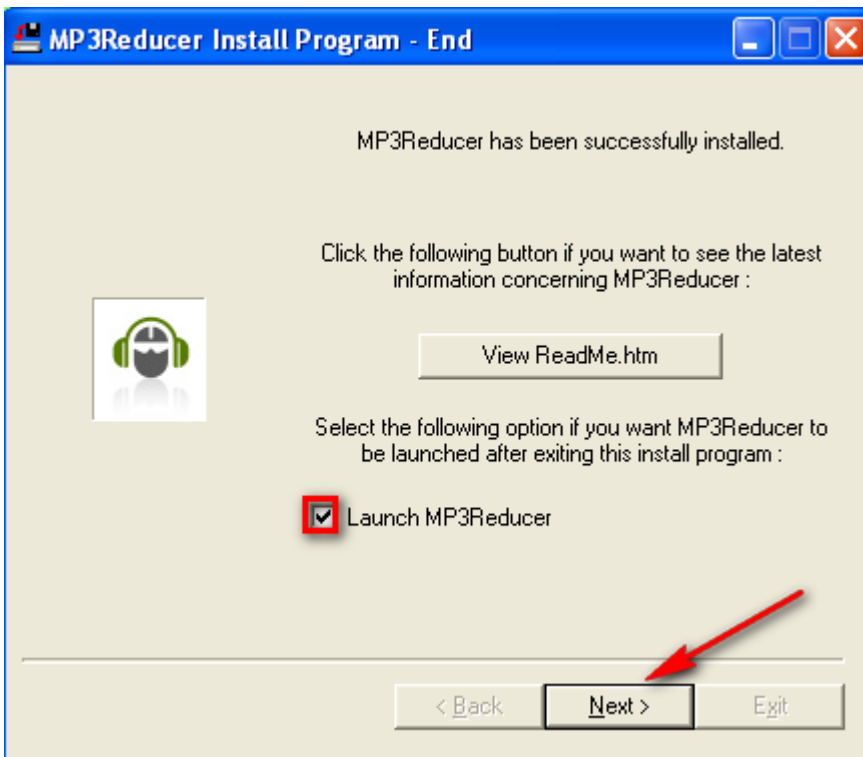 MP3Reducer Install Program - End
MP3Reducer has been successfully installed.
Click the following button if you want to see the latest
information concerning MP3Reducer :
View ReadMe.htm
Select the following option if you want MP3Reducer to
be launched after exiting this install program :
Launch MP3Reducer
< Back
Next >
Exit